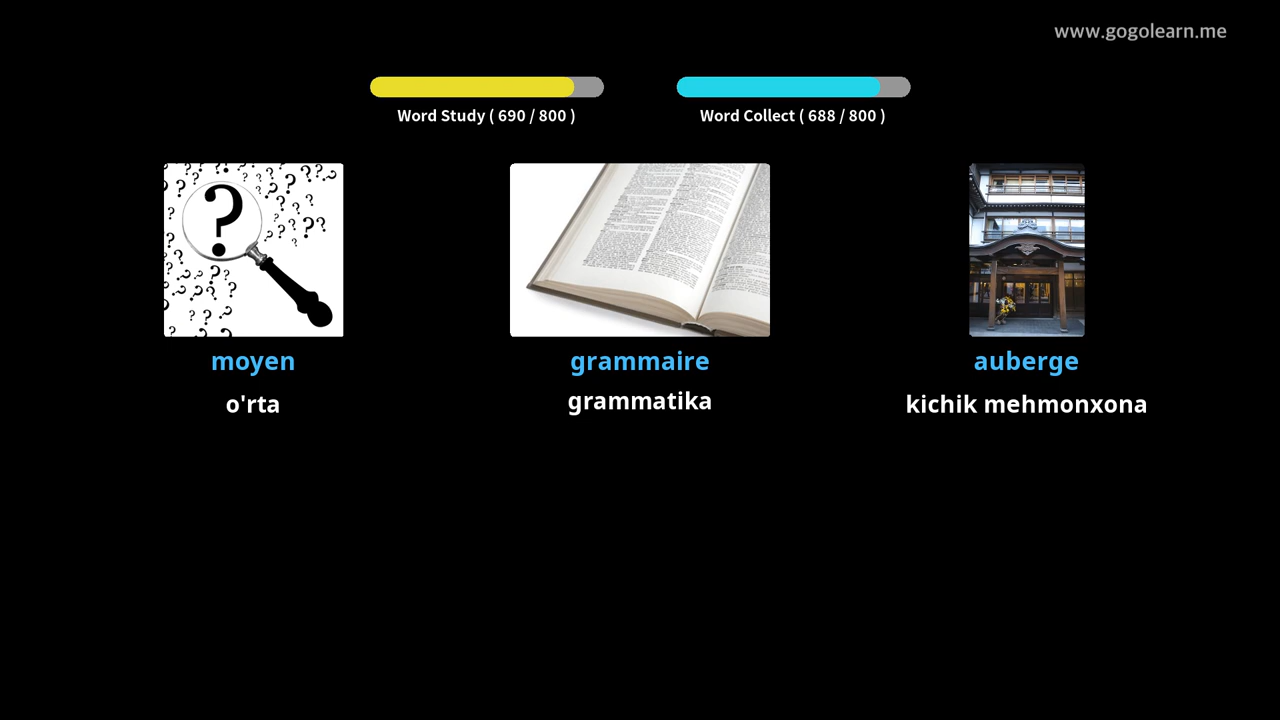 www.gogolearn.me
Word Study ( 690 / 800 )
Word Collect ( 688 / 800 )
moyen
grammaire
auberge
o'rta
grammatika
kichik mehmonxona